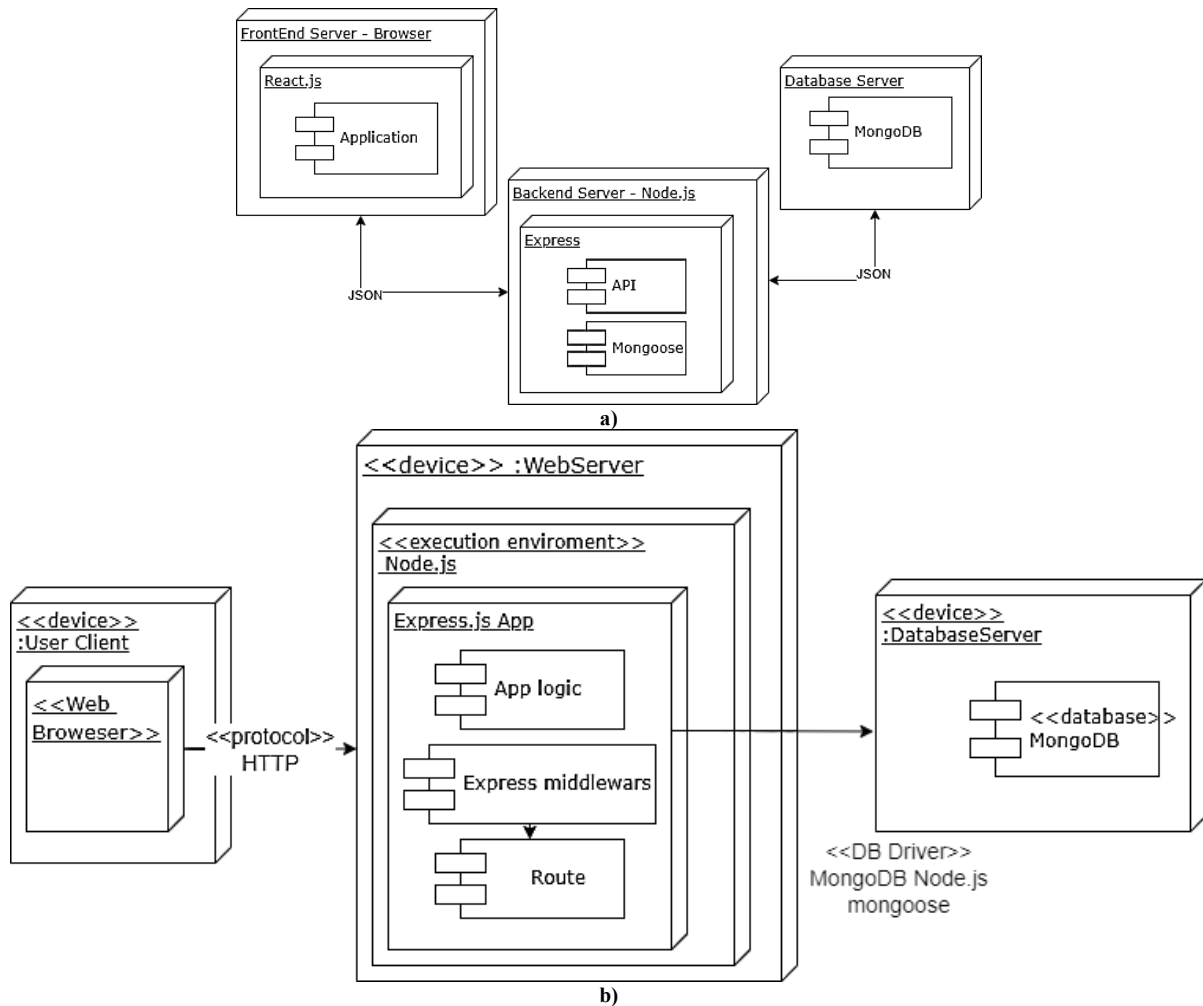 FrontEnd Server - Browser
React.js
Application
Database Server
MongoDB
Backend Server - Node.js
Express
API
Mongoose
JSON
JSON
a)
<<device>> :WebServer
<<execution enviroment>>
Node.js
Express.js App
App logic
Express middlewars
Route
<<device>>
:User Client
<<Web
Broweser>>
<<protocol>>
HTTP
<<device>>
:DatabaseServer
<<database>>
MongoDB
<<DB Driver>>
MongoDB Node.js
mongoose
b)